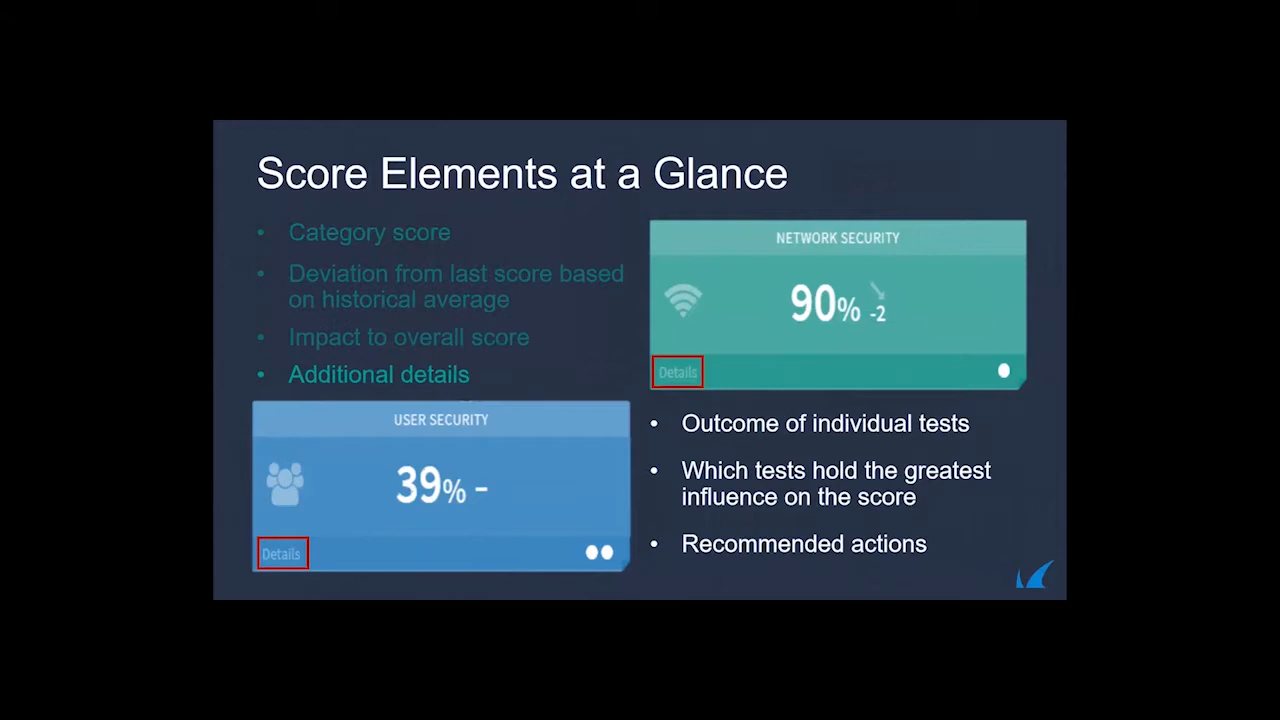 Score Elements at a Glance
• Category score
• Deviation from last score based
on historical average
• Impact to overall score
• Additional details
NETWORK SECURITY
90% -2
Details
USER SECURITY
39% -
Details
• Outcome of individual tests
• Which tests hold the greatest
influence on the score
• Recommended actions